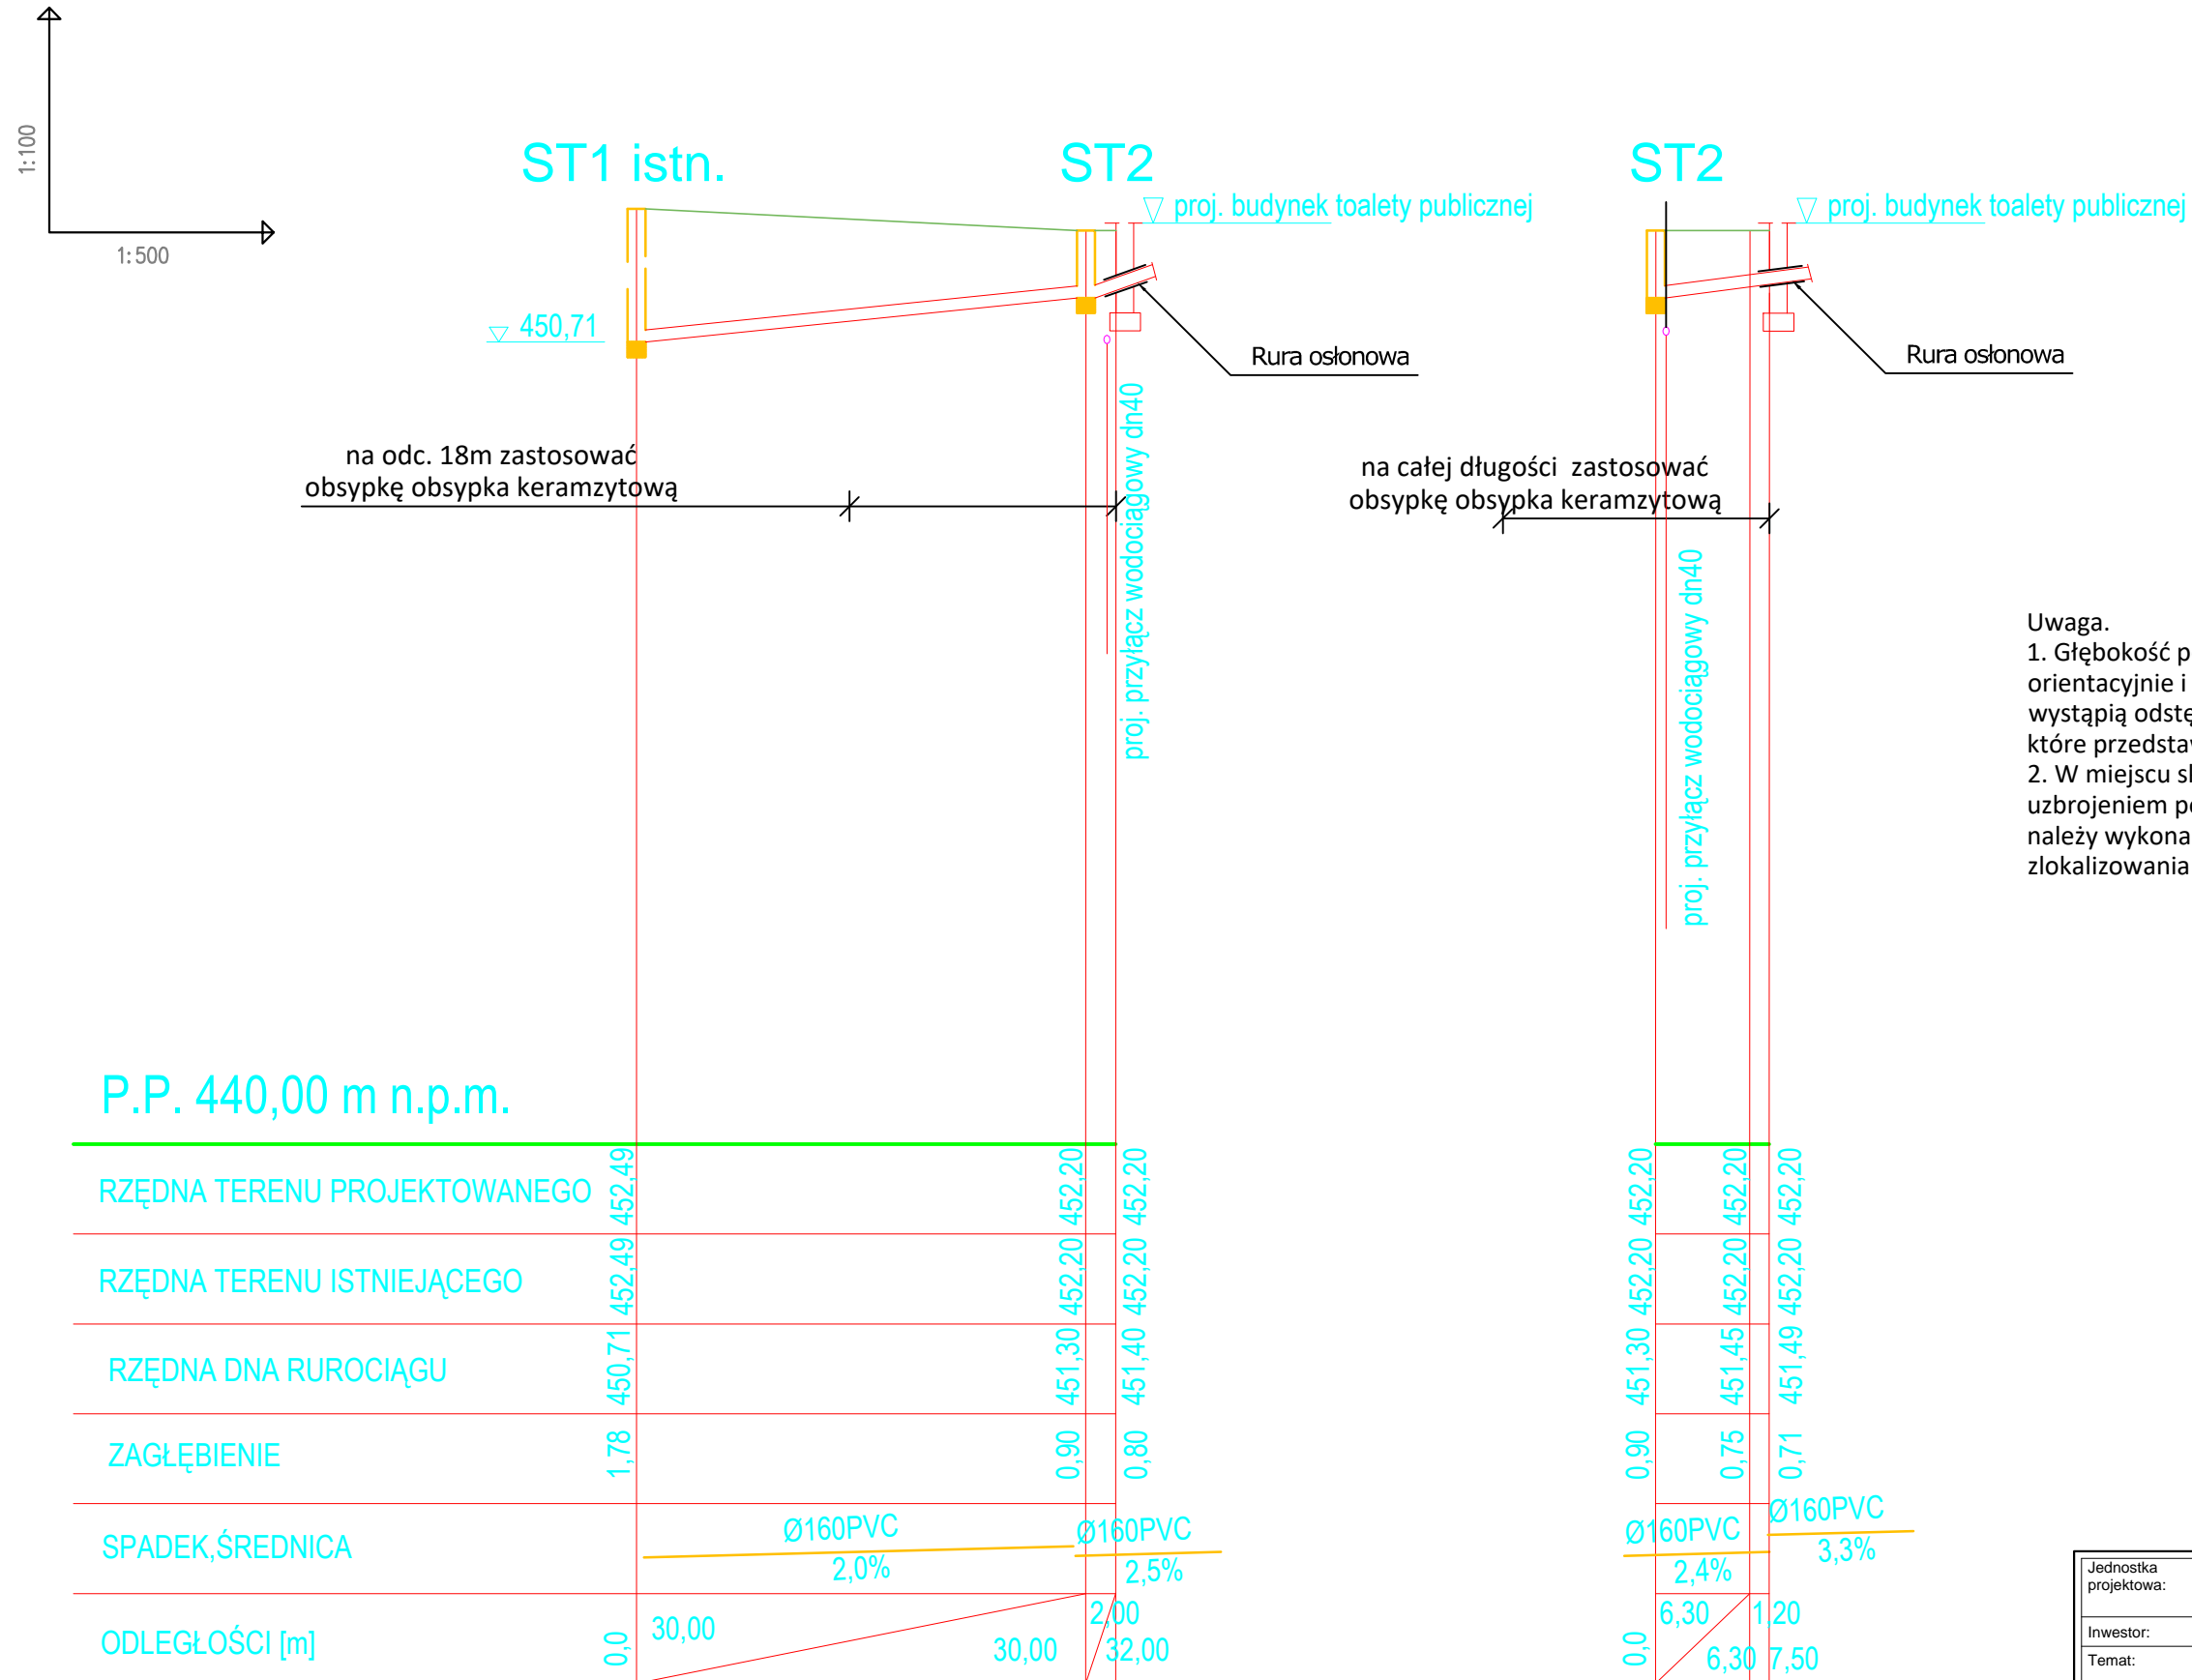 1:100
1:500
ST1 istn.
ST2
ST2
proj. budynek toalety publicznej
proj. budynek toalety publicznej
450,71
Rura osłonowa
Rura osłonowa
na odc. 18m zastosować
obsypkę obsypka keramzytową
na całej długości zastosować
obsypkę obsypka keramzytową
proj. przyłącz wodociągowy dn40
proj. przyłącz wodociągowy dn40
Uwaga.
1. Głębokość p
orientacyjnie i
wystąpią odstę
które przedsta
2. W miejscu s
uzbrojeniem p
należy wykona
zlokalizowania
P.P. 440,00 m n.p.m.
RZĘDNA TERENU PROJEKTOWANEGO 452,49 452,20 452,20 452,20 452,20 452,20
RZĘDNA TERENU ISTNIEJĄCEGO 452,49 452,20 452,20 452,20 452,20 452,20
RZĘDNA DNA RUROCIĄGU 450,71 451,30 451,40 451,30 451,45 451,49
ZAGŁĘBIENIE 1,78 0,90 0,80 0,90 0,75 0,71
SPADEK,ŚREDNICA Ø160PVC Ø160PVC Ø160PVC Ø160PVC
2,0% 2,5% 2,4% 3,3%
ODLEGŁOŚCI [m] 0,0 30,00 2,00 0,0 6,30 1,20
30,00 32,00 6,30 7,50
Jednostka
projektowa:
Inwestor:
Temat: